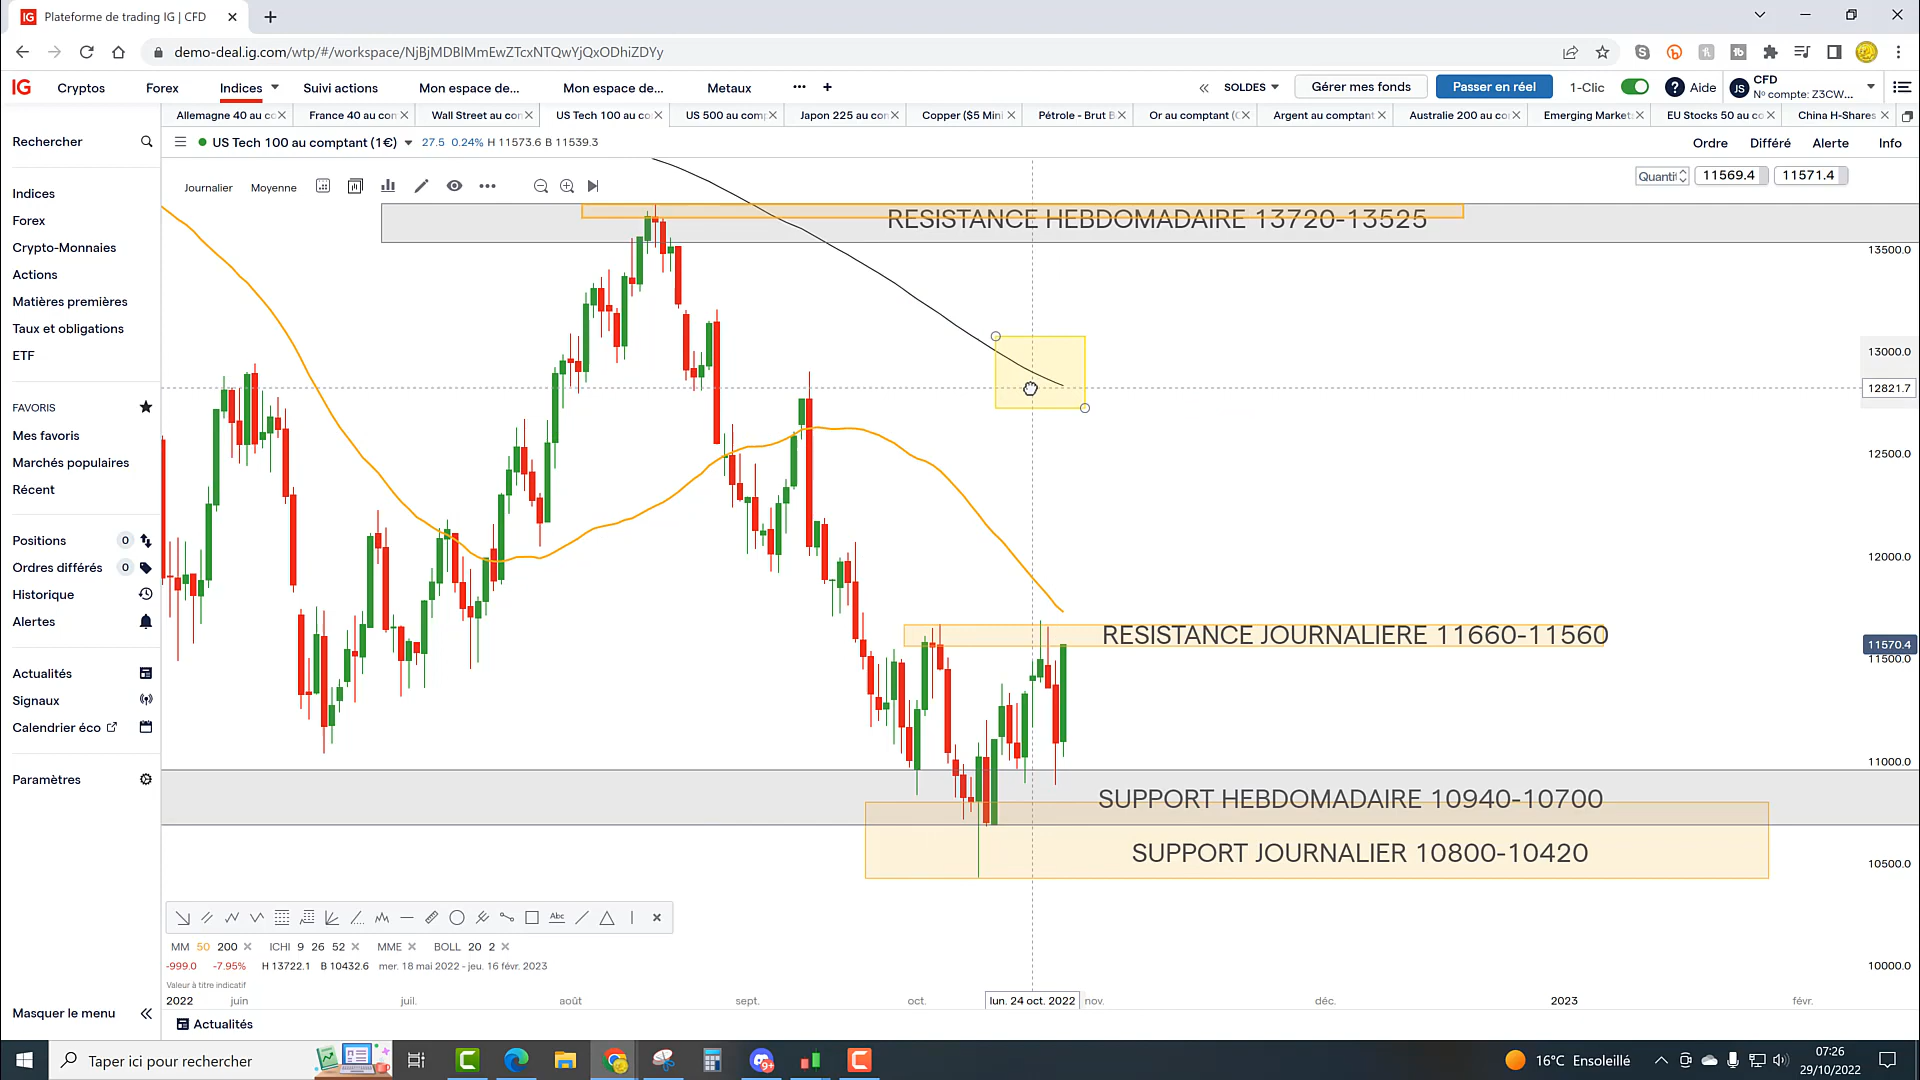 Plateforme de trading IG | CFD
demo-deal.ig.com/wtp/#/workspace/NjBjMDBlMmEwZTcxNTQwYjQxODhiZDYy
IG Cryptos Forex Indices Suivi actions Mon espace de... Mon espace de... Metaux SOLDES Gérer mes fonds Passer en réel 1-Clic Aide JS CFD
Nº compte: Z3CW...
Allemagne 40 au cc France 40 au con Wall Street au con US Tech 100 au co US 500 au comp Japon 225 au con Copper ($5 Mini Pétrole - Brut B Or au comptant (C Argent au comptant Australie 200 au co Emerging Market EU Stocks 50 au co China H-Shares
Rechercher
US Tech 100 au comptant (1€) 27.5 0.24% H 11573.6 B 11539.3
Ordre Différé Alerte Info
Journalier Moyenne
Quanti 11569.4 11571.4
Indices
Forex
Crypto-Monnaies
Actions
Matières premières
Taux et obligations
ETF
FAVORIS
Mes favoris
Marchés populaires
Récent
Positions 0
Ordres différés 0
Historique
Alertes
Actualités
Signaux
Calendrier éco
Paramètres
Masquer le menu
RESISTANCE HEBDOMADAIRE 13720-13525
RESISTANCE JOURNALIERE 11660-11560
SUPPORT HEBDOMADAIRE 10940-10700
SUPPORT JOURNALIER 10800-10420
13500.0
13000.0
12821.7
12500.0
12000.0
11570.4
11500.0
11000.0
10500.0
10000.0
Abc
MM 50 200 ICHI 9 26 52 MME BOLL 20 2
-999.0 -7.95% H 13722.1 B 10432.6 mer. 18 mai 2022 - jeu. 16 févr. 2023
Valeur à titre indicatif
2022 juin juil. août sept. oct. lun. 24 oct. 2022 nov. déc. 2023 févr.
Actualités
Taper ici pour rechercher
9+
16°C Ensoleillé
07:26
29/10/2022